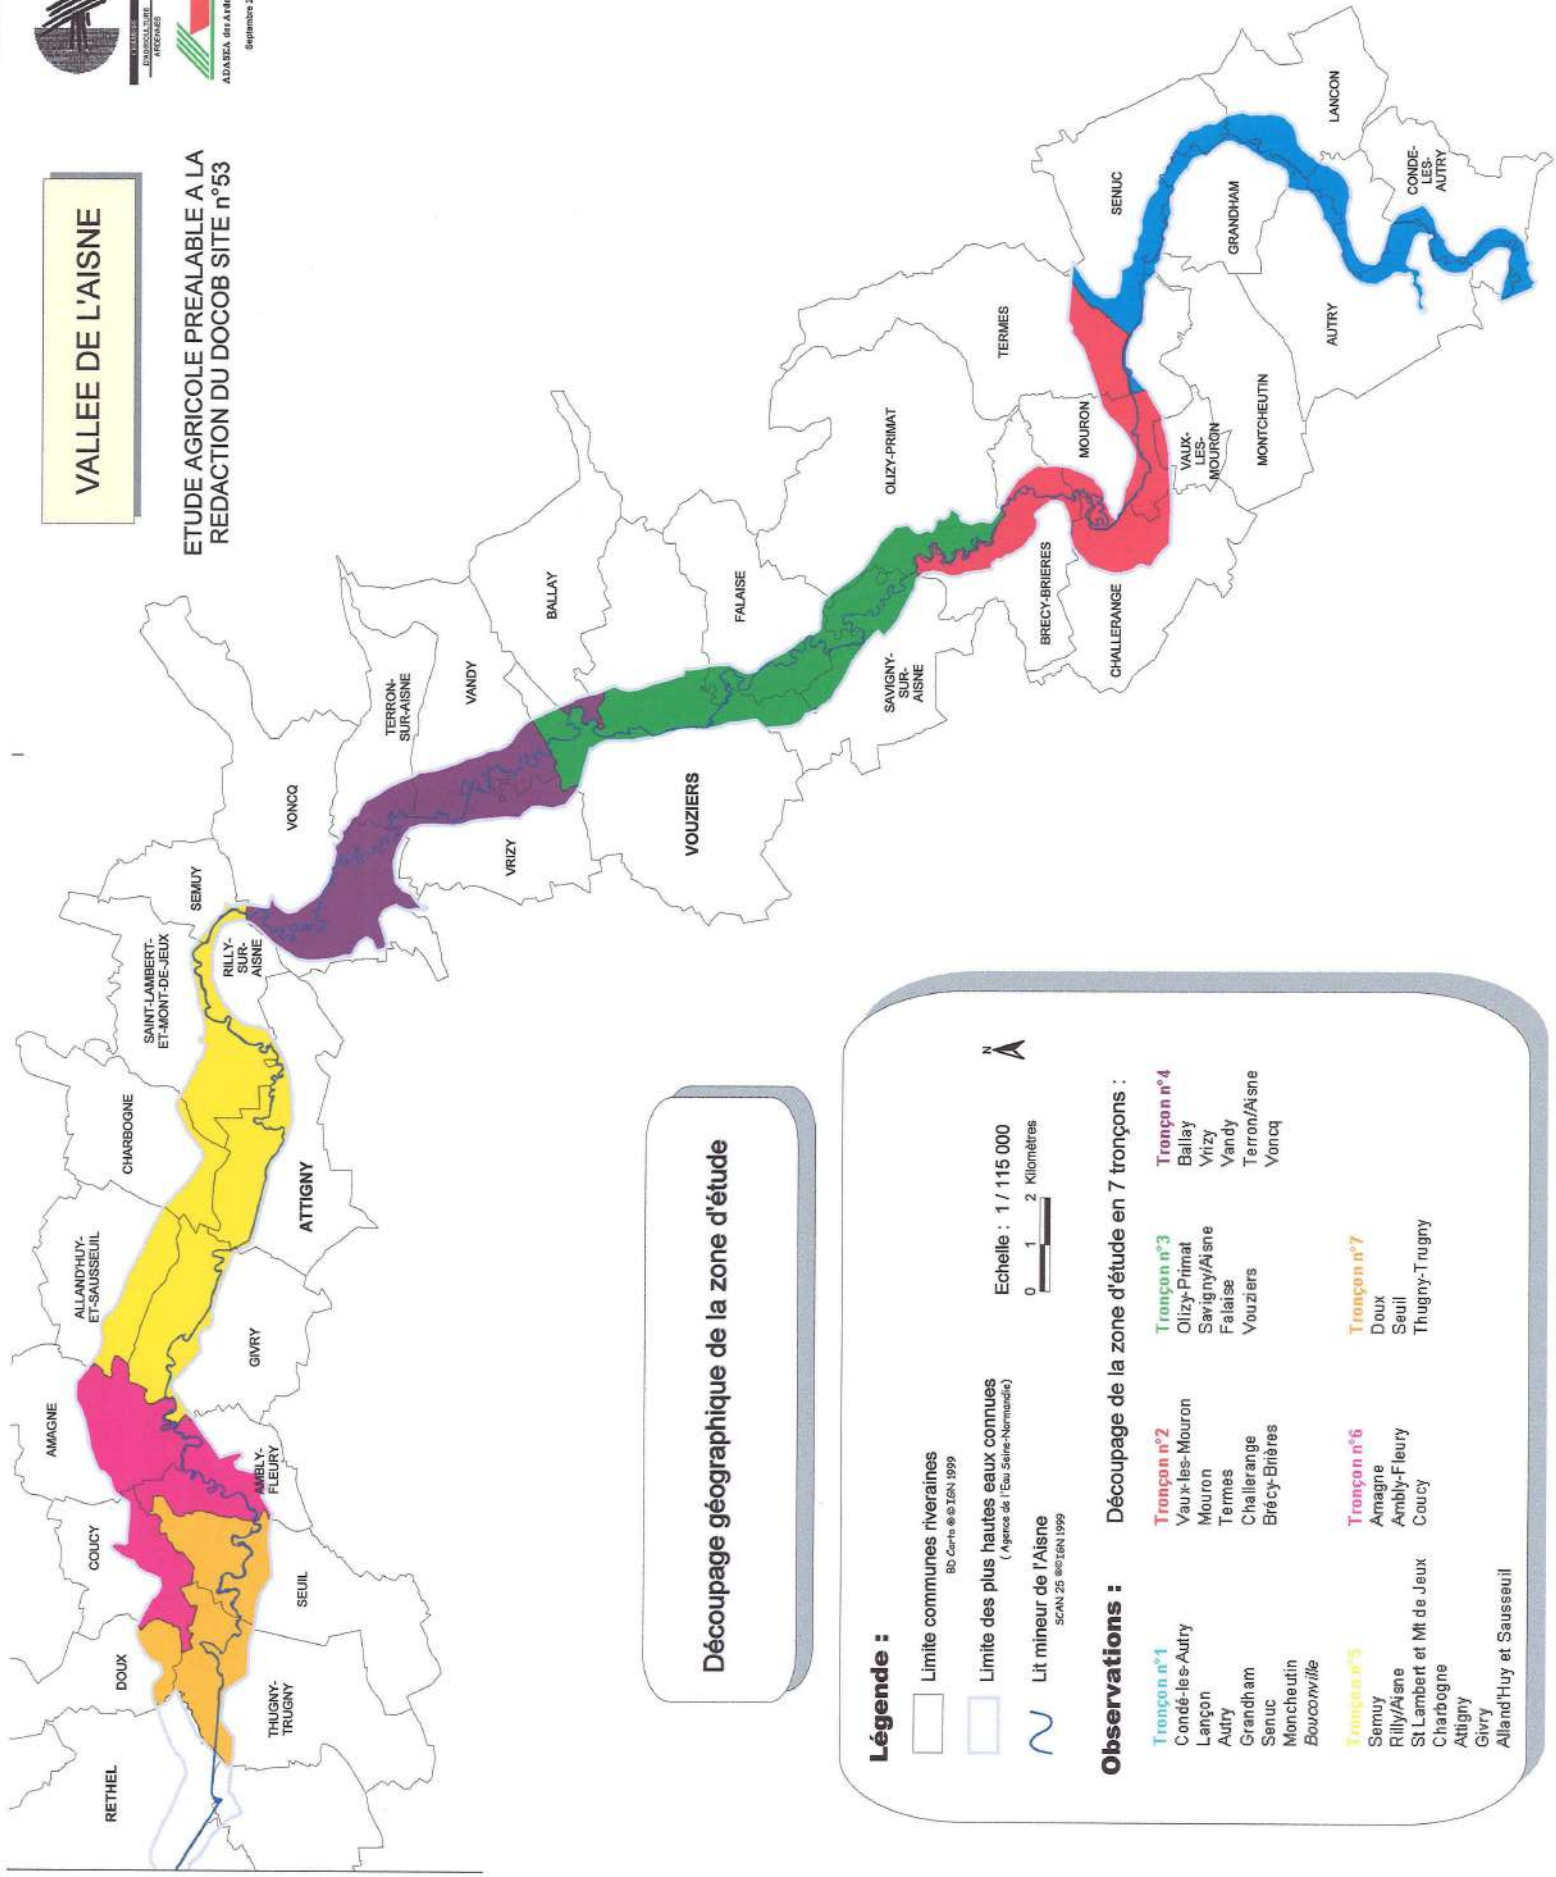 D'AGRICULTURE
ARDENNES
ADASEA des Arde
Septembre 2
VALLEE DE L'AISNE
ETUDE AGRICOLE PREALABLE A LA
REDACTION DU DOCOB SITE n°53
RETHEL
DOUX
THUGNY-
TRUGNY
COUCY
SEUIL
AMAGNE
AMBLY-
FLEURY
ALLAND'HUY-
ET-SAUSSEUIL
GIVRY
CHARBOGNE
ATTIGNY
SAINT-LAMBERT-
ET-MONT-DE-JEUX
RILLY-
SUR-
AISNE
SEMUY
VONCQ
TERRON-
SUR-AISNE
VRIZY
VANDY
BALLAY
VOUZIERS
FALAISE
SAVIGNY-
SUR-
AISNE
OLIZY-PRIMAT
BRECY-BRIERES
CHALLERANGE
MOURON
TERMES
VAUX-
LES-
MOURON
MONTCHEUTIN
SENUC
GRANDHAM
AUTRY
LANCON
CONDE-
LES-
AUTRY
Découpage géographique de la zone d'étude
Légende :
Limite communes riveraines
BD Carto ®©IGN 1999
Limite des plus hautes eaux connues
( Agence de l'Eau Seine-Normandie)
Lit mineur de l'Aisne
SCAN 25 ®©IGN 1999
N
Echelle : 1 / 115 000
0 1 2 Kilomètres
Observations : Découpage de la zone d'étude en 7 tronçons :
Tronçon n°1
Condé-les-Autry
Lançon
Autry
Grandham
Senuc
Moncheutin
Bouconville
Tronçon n°2
Vaux-les-Mouron
Mouron
Termes
Challerange
Brécy-Brières
Tronçon n°3
Olizy-Primat
Savigny/Aisne
Falaise
Vouziers
Tronçon n°4
Ballay
Vrizy
Vandy
Terron/Aisne
Voncq
Tronçon n°5
Semuy
Rilly/Aisne
St Lambert et Mt de Jeux
Charbogne
Attigny
Givry
Alland'Huy et Sausseuil
Tronçon n°6
Amagne
Ambly-Fleury
Coucy
Tronçon n°7
Doux
Seuil
Thugny-Trugny